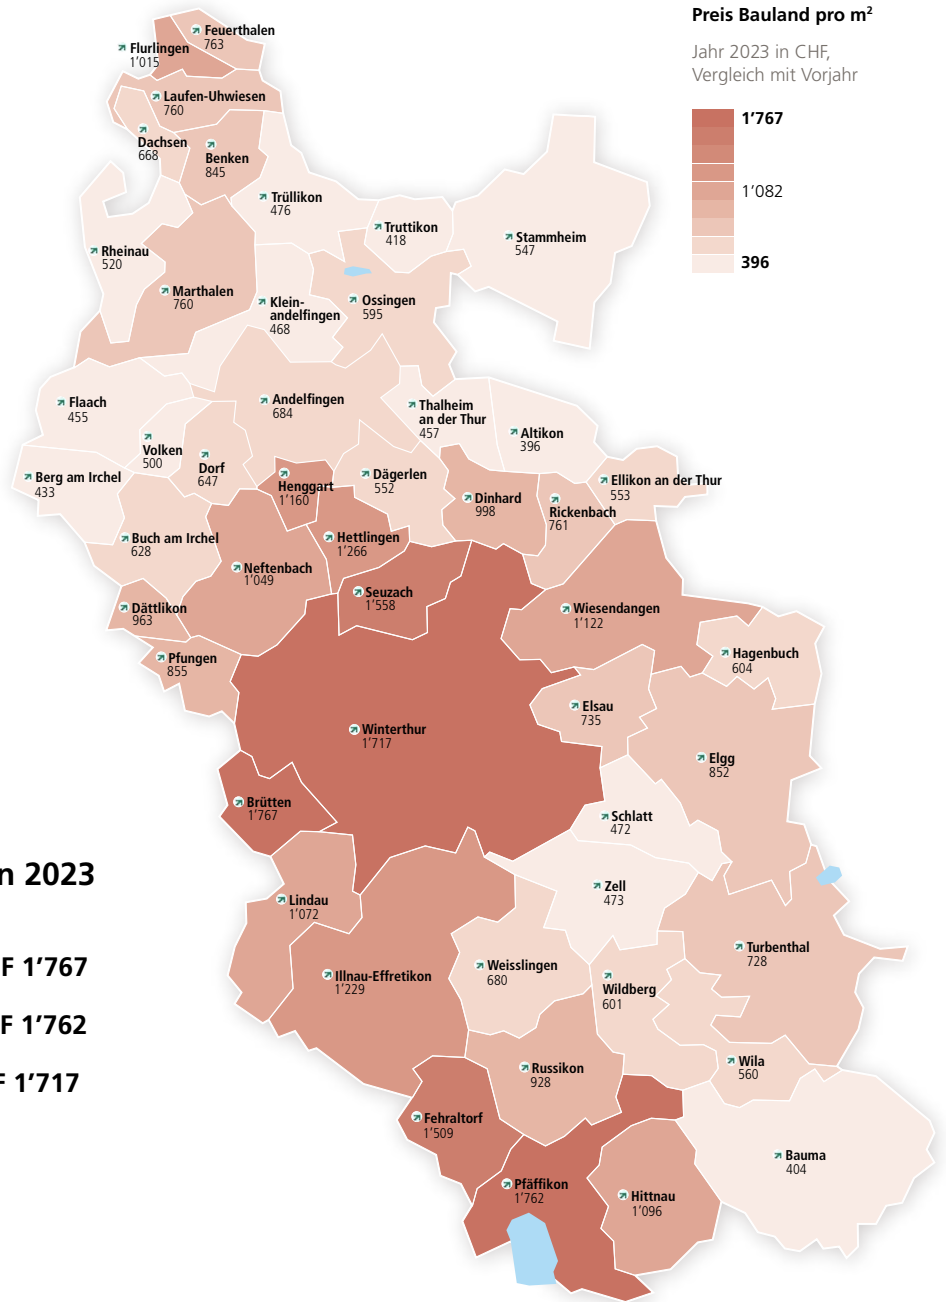 Preis Bauland pro m²
Jahr 2023 in CHF,
Vergleich mit Vorjahr
1’767
1’082
396
Feuerthalen
763
Flurlingen
1’015
Laufen-Uhwiesen
760
Dachsen
668
Benken
845
Trüllikon
476
Truttikon
418
Stammheim
547
Rheinau
520
Marthalen
760
Klein-
andelfingen
468
Ossingen
595
Flaach
455
Andelfingen
684
Thalheim
an der Thur
457
Altikon
396
Volken
500
Dorf
647
Berg am Irchel
433
Henggart
1’160
Dägerlen
552
Dinhard
998
Rickenbach
761
Ellikon an der Thur
553
Buch am Irchel
628
Hettlingen
1’266
Neftenbach
1’049
Seuzach
1’558
Dättlikon
963
Wiesendangen
1’122
Pfungen
855
Hagenbuch
604
Elsau
735
Winterthur
1’717
Elgg
852
Brütten
1’767
Schlatt
472
n 2023
Zell
473
Lindau
1’072
F 1’767
Illnau-Effretikon
1’229
Weisslingen
680
Wildberg
601
Turbenthal
728
F 1’762
F 1’717
Russikon
928
Wila
560
Fehraltorf
1’509
Bauma
404
Pfäffikon
1’762
Hittnau
1’096